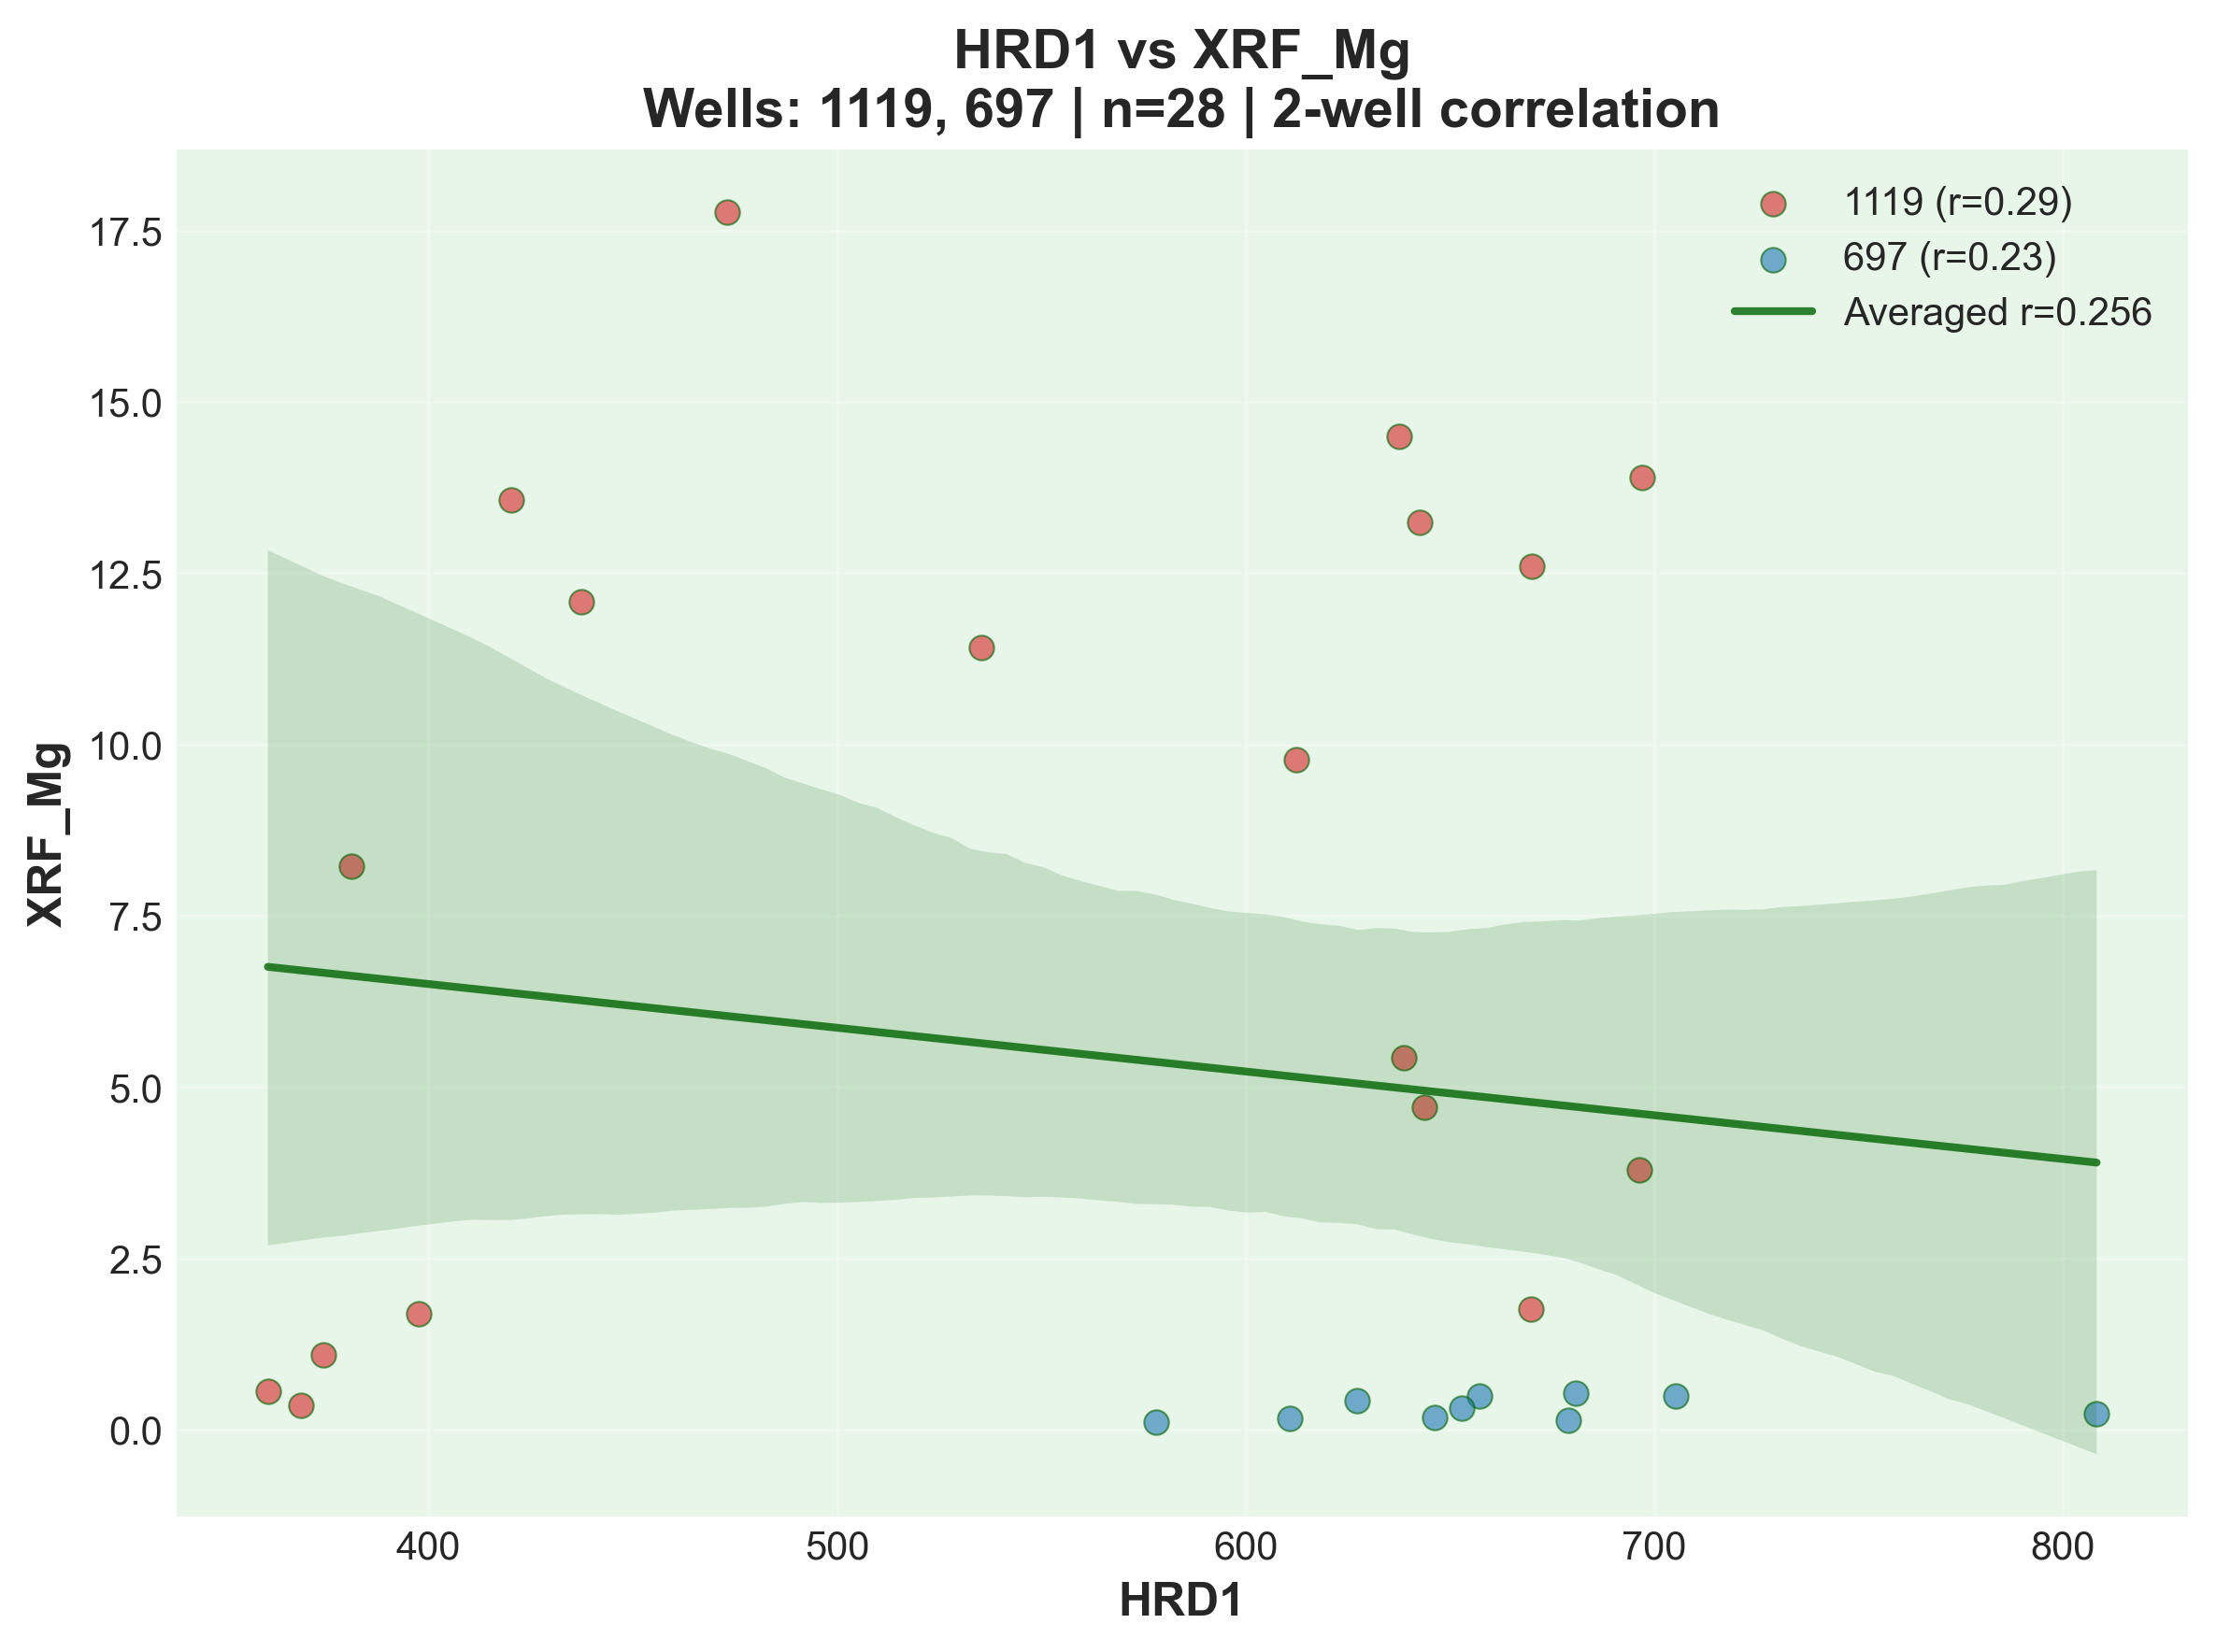 HRD1 vs XRF_Mg
Wells: 1119, 697 | n=28 | 2-well correlation
1119 (r=0.29)
697 (r=0.23)
Averaged r=0.256
XRF_Mg
17.5
15.0
12.5
10.0
7.5
5.0
2.5
0.0
400 500 600 700 800
HRD1